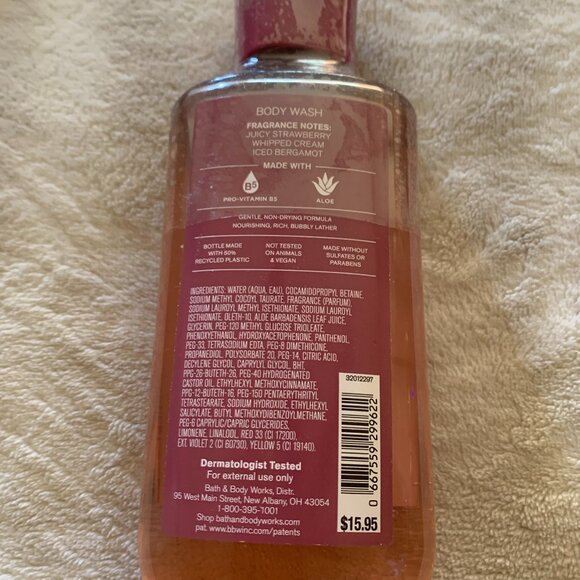 BODY WASH
FRAGRANCE NOTES:
JUICY STRAWBERRY
WHIPPED CREAM
ICED BERGAMOT
MADE WITH
B5
PRO-VITAMIN B5
ALOE
GENTLE, NON-DRYING FORMULA
NOURISHING, RICH, BUBBLY LATHER
BOTTLE MADE
WITH 50%
RECYCLED PLASTIC
NOT TESTED
ON ANIMALS
& VEGAN
MADE WITHOUT
SULFATES OR
PARABENS
INGREDIENTS: WATER (AQUA, EAU), COCAMIDOPROPYL BETAINE,
SODIUM METHYL COCOYL TAURATE, FRAGRANCE (PARFUM),
SODIUM LAUROYL METHYL ISETHIONATE, SODIUM LAUROYL
ISETHIONATE, OLETH-10, ALOE BARBADENSIS LEAF JUICE,
GLYCERIN, PEG-120 METHYL GLUCOSE TRIOLEATE,
PHENOXYETHANOL, HYDROXYACETOPHENONE, PANTHENOL,
PEG-33, TETRASODIUM EDTA, PEG-8 DIMETHICONE,
PROPANEDIOL, POLYSORBATE 20, PEG-14, CITRIC ACID,
DECYLENE GLYCOL, CAPRYLYL GLYCOL, BHT,
PPG-26-BUTETH-26, PEG-40 HYDROGENATED
CASTOR OIL, ETHYLHEXYL METHOXYCINNAMATE,
PPG-12-BUTETH-16, PEG-150 PENTAERYTHRITYL
TETRASTEARATE, SODIUM HYDROXIDE, ETHYLHEXYL
SALICYLATE, BUTYL METHOXYDIBENZOYLMETHANE,
PEG-6 CAPRYLIC/CAPRIC GLYCERIDES,
LIMONENE, LINALOOL, RED 33 (CI 17200),
EXT. VIOLET 2 (CI 60730), YELLOW 5 (CI 19140).
32012297
0 667559 299622
$15.95
Dermatologist Tested
For external use only
Bath & Body Works, Distr.
95 West Main Street, New Albany, OH 43054
1-800-395-1001
Shop bathandbodyworks.com
pat. www.bbwinc.com/patents